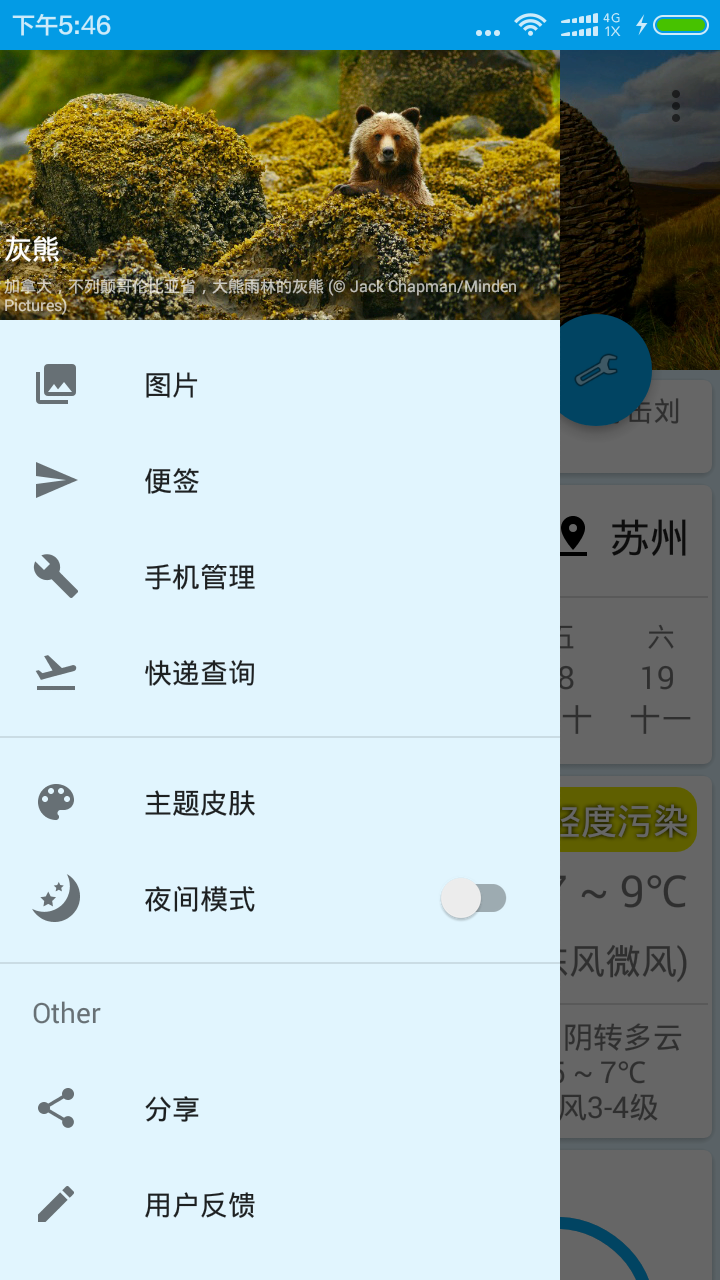 下午5:46
4G
1X
灰熊
加拿大，不列颠哥伦比亚省，大熊雨林的灰熊 (© Jack Chapman/Minden
Pictures)
图片
便签
手机管理
快递查询
主题皮肤
夜间模式
Other
分享
用户反馈
击刘
苏州
五
六
8
19
十
十一
轻度污染
~ 9℃
风微风)
阴转多云
~ 7℃
风3-4级